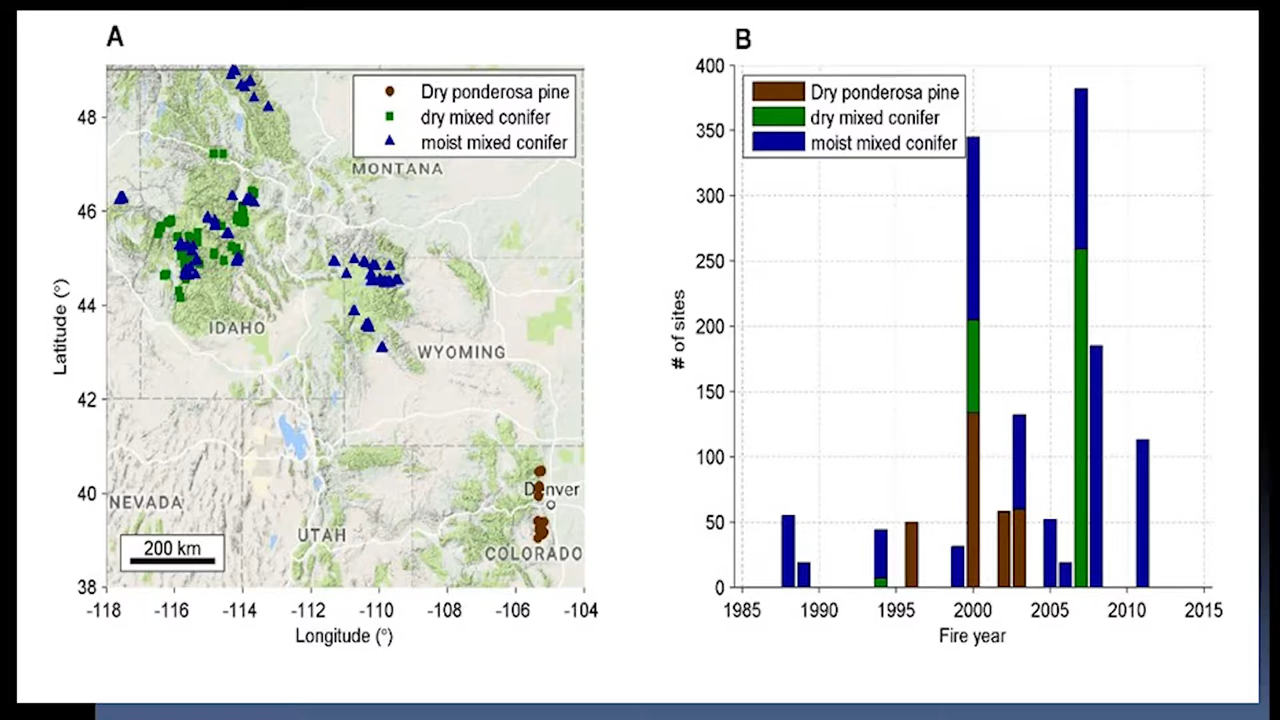 A
Dry ponderosa pine
dry mixed conifer
moist mixed conifer
MONTANA
IDAHO
WYOMING
NEVADA
UTAH
Denver
COLORADO
200 km
48
46
44
42
40
38
-118
-116
-114
-112
-110
-108
-106
-104
Latitude (°)
Longitude (°)
B
Dry ponderosa pine
dry mixed conifer
moist mixed conifer
400
350
300
250
200
150
100
50
0
1985
1990
1995
2000
2005
2010
2015
# of sites
Fire year